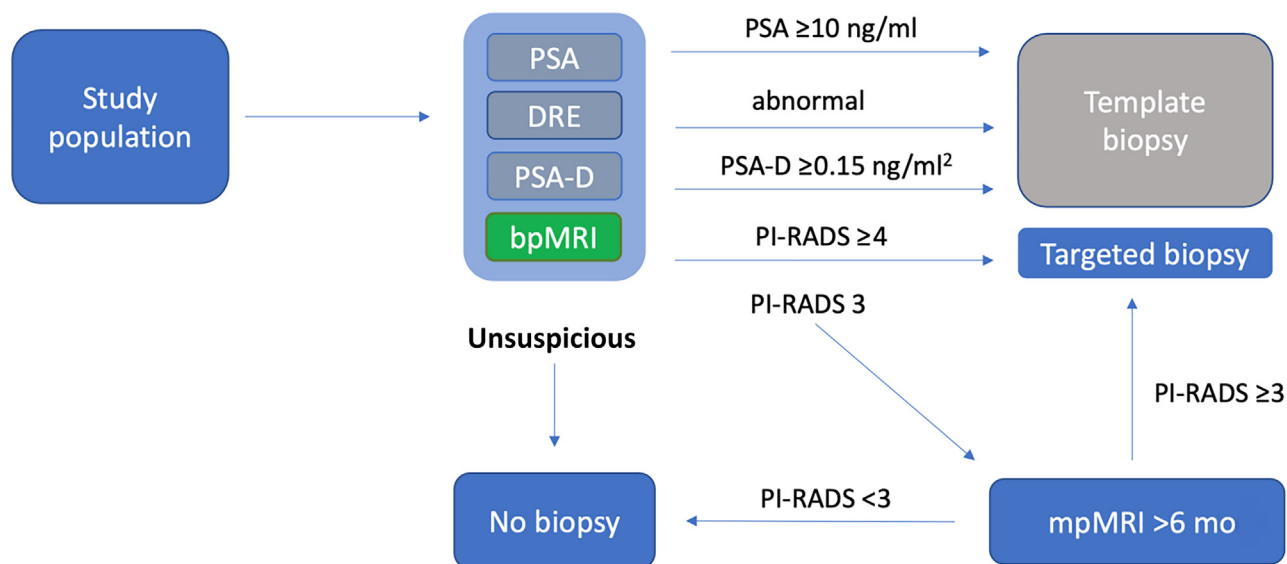 Study
population
PSA
DRE
PSA-D
bpMRI
PSA ≥10 ng/ml
abnormal
PSA-D ≥0.15 ng/ml²
PI-RADS ≥4
PI-RADS 3
Template
biopsy
Targeted biopsy
Unsuspicious
PI-RADS ≥3
No biopsy
PI-RADS <3
mpMRI >6 mo